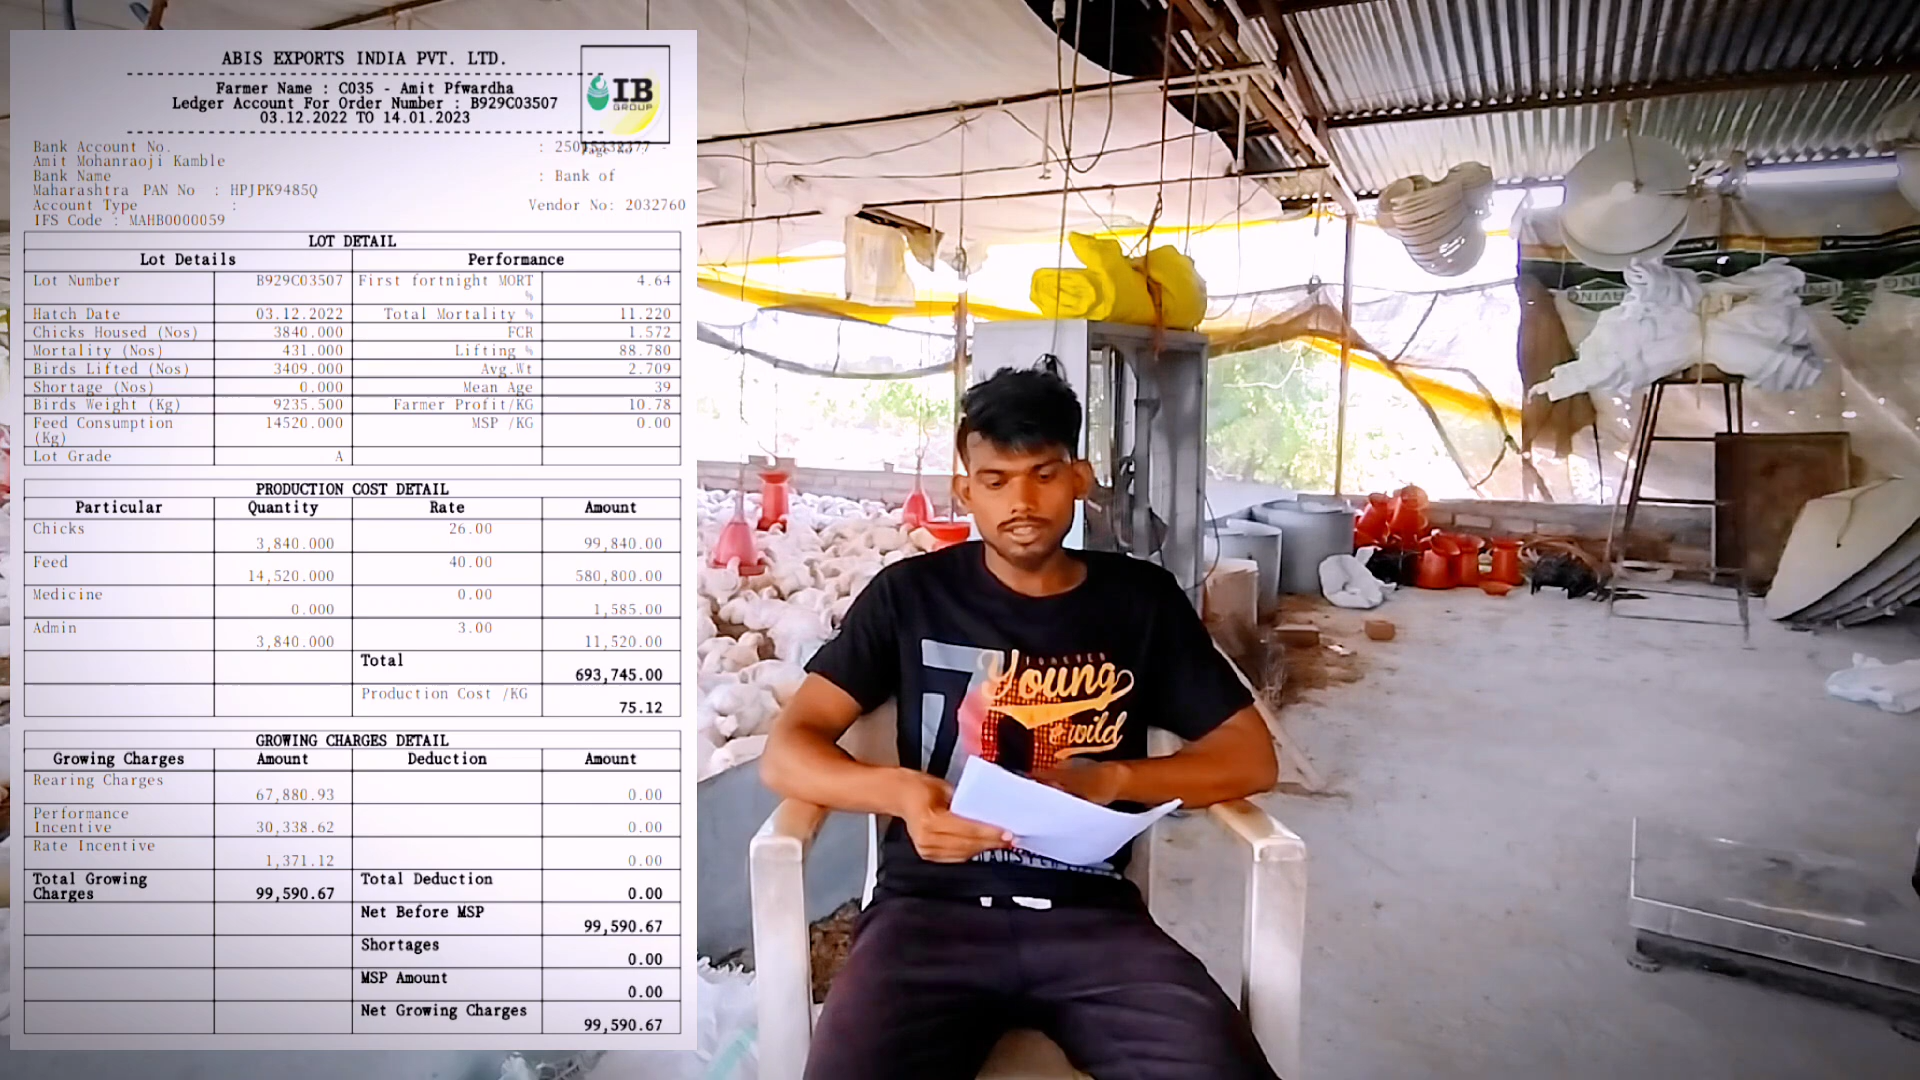 ABIS EXPORTS INDIA PVT. LTD.
IB
GROUP
Farmer Name : C035 - Amit Pfwardha
Ledger Account For Order Number : B929C03507
03.12.2022 TO 14.01.2023
Bank Account No.
Amit Mohanraoji Kamble
Bank Name : Bank of
Maharashtra PAN No : HPJPK9485Q
Account Type : Vendor No: 2032760
IFS Code : MAHB0000059
LOT DETAIL
Lot Details Performance
Lot Number B929C03507 First fortnight MORT % 4.64
Hatch Date 03.12.2022 Total Mortality % 11.220
Chicks Housed (Nos) 3840.000 FCR 1.572
Mortality (Nos) 431.000 Lifting % 88.780
Birds Lifted (Nos) 3409.000 Avg.Wt 2.709
Shortage (Nos) 0.000 Mean Age 39
Birds Weight (Kg) 9235.500 Farmer Profit/KG 10.78
Feed Consumption (Kg) 14520.000 MSP /KG 0.00
Lot Grade A
PRODUCTION COST DETAIL
Particular Quantity Rate Amount
Chicks 3,840.000 26.00 99,840.00
Feed 14,520.000 40.00 580,800.00
Medicine 0.000 0.00 1,585.00
Admin 3,840.000 3.00 11,520.00
Total 693,745.00
Production Cost /KG 75.12
GROWING CHARGES DETAIL
Growing Charges Amount Deduction Amount
Rearing Charges 67,880.93 0.00
Performance Incentive 30,338.62 0.00
Rate Incentive 1,371.12 0.00
Total Growing Charges 99,590.67 Total Deduction 0.00
Net Before MSP 99,590.67
Shortages 0.00
MSP Amount 0.00
Net Growing Charges 99,590.67
FOREVER
Young
& wild